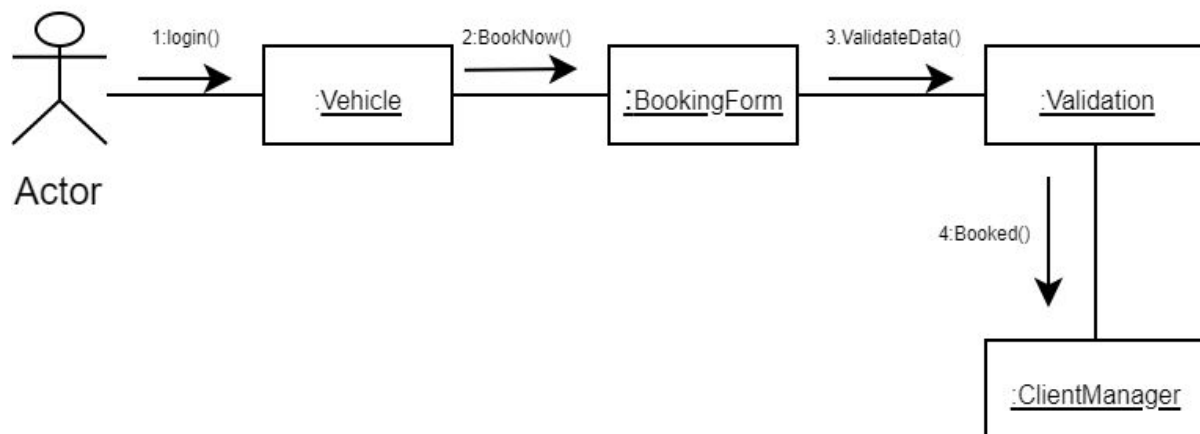 1:login()
2:BookNow()
3.ValidateData()
:Vehicle
:BookingForm
:Validation
Actor
4:Booked()
:ClientManager